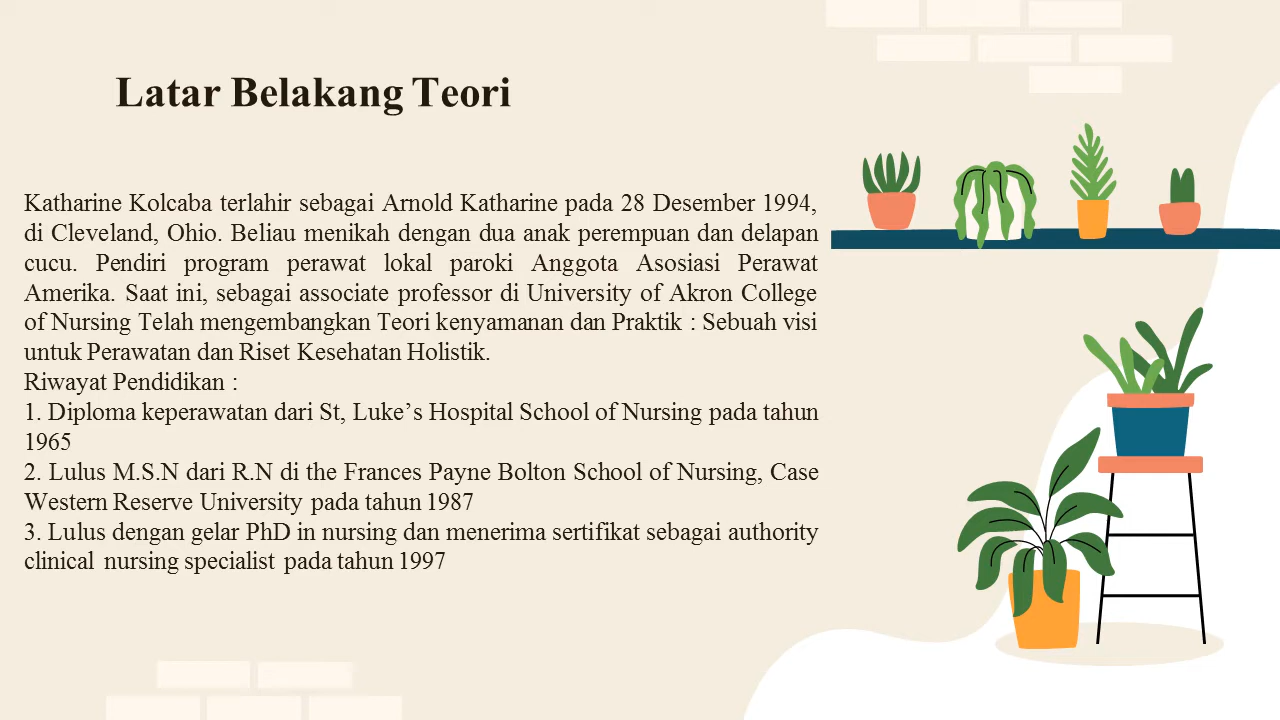 Latar Belakang Teori
Katharine Kolcaba terlahir sebagai Arnold Katharine pada 28 Desember 1994,
di Cleveland, Ohio. Beliau menikah dengan dua anak perempuan dan delapan
cucu. Pendiri program perawat lokal paroki Anggota Asosiasi Perawat
Amerika. Saat ini, sebagai associate professor di University of Akron College
of Nursing Telah mengembangkan Teori kenyamanan dan Praktik : Sebuah visi
untuk Perawatan dan Riset Kesehatan Holistik.
Riwayat Pendidikan :
1. Diploma keperawatan dari St, Luke’s Hospital School of Nursing pada tahun
1965
2. Lulus M.S.N dari R.N di the Frances Payne Bolton School of Nursing, Case
Western Reserve University pada tahun 1987
3. Lulus dengan gelar PhD in nursing dan menerima sertifikat sebagai authority
clinical nursing specialist pada tahun 1997